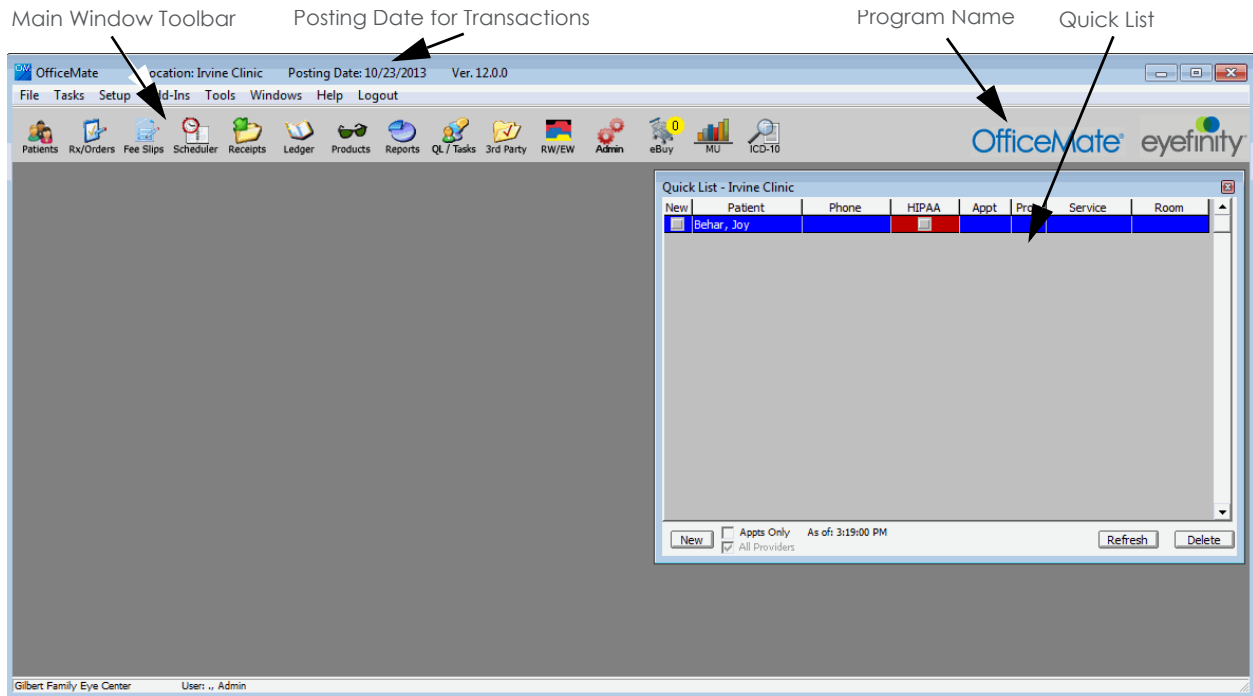 Main Window Toolbar Posting Date for Transactions Program Name Quick List
OfficeMate ocation: Irvine Clinic Posting Date: 10/23/2013 Ver. 12.0.0
File Tasks Setup d-Ins Tools Windows Help Logout
Patients Rx/Orders Fee Slips Scheduler Receipts Ledger Products Reports QL / Tasks 3rd Party RW/EW Admin eBuy 0 MU ICD-10
OfficeMate® eyefinity
Quick List - Irvine Clinic
New Patient Phone HIPAA Appt Prov Service Room
Behar, Joy
New Appts Only As of: 3:19:00 PM Refresh Delete
All Providers
Gilbert Family Eye Center User: ., Admin